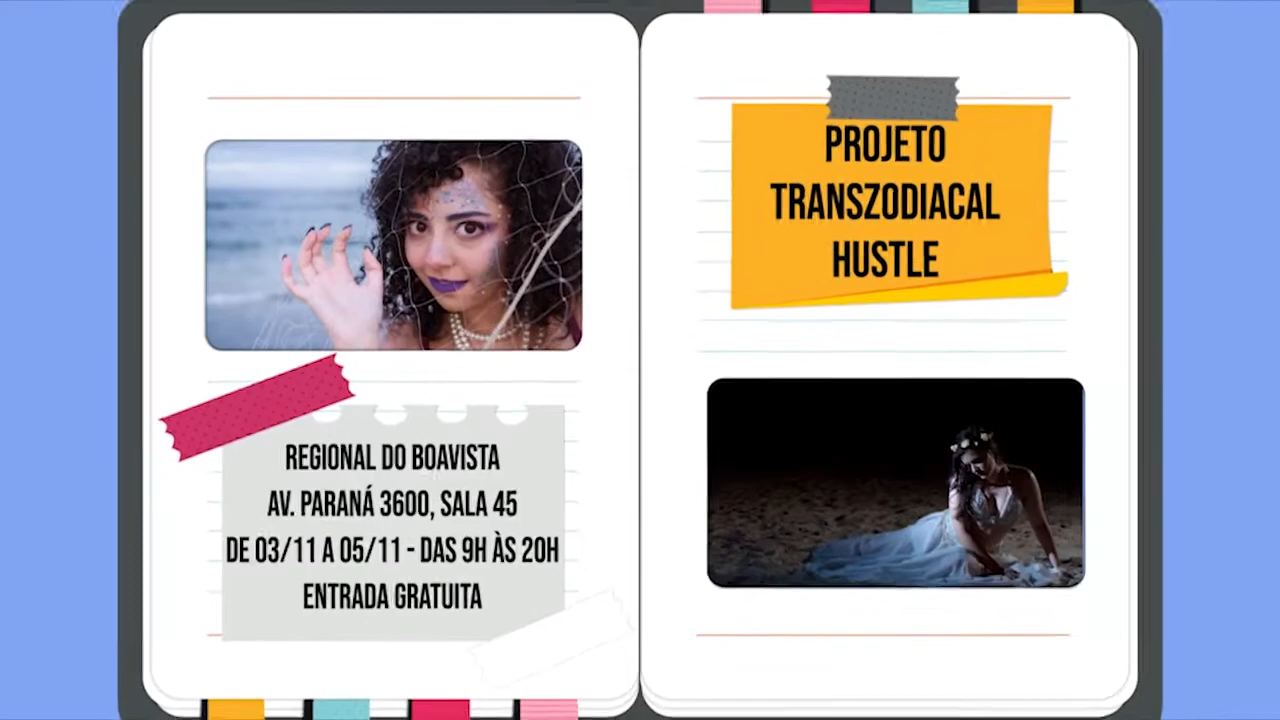 REGIONAL DO BOAVISTA
AV. PARANÁ 3600, SALA 45
DE 03/11 A 05/11 - DAS 9H ÀS 20H
ENTRADA GRATUITA
PROJETO
TRANSZODIACAL
HUSTLE